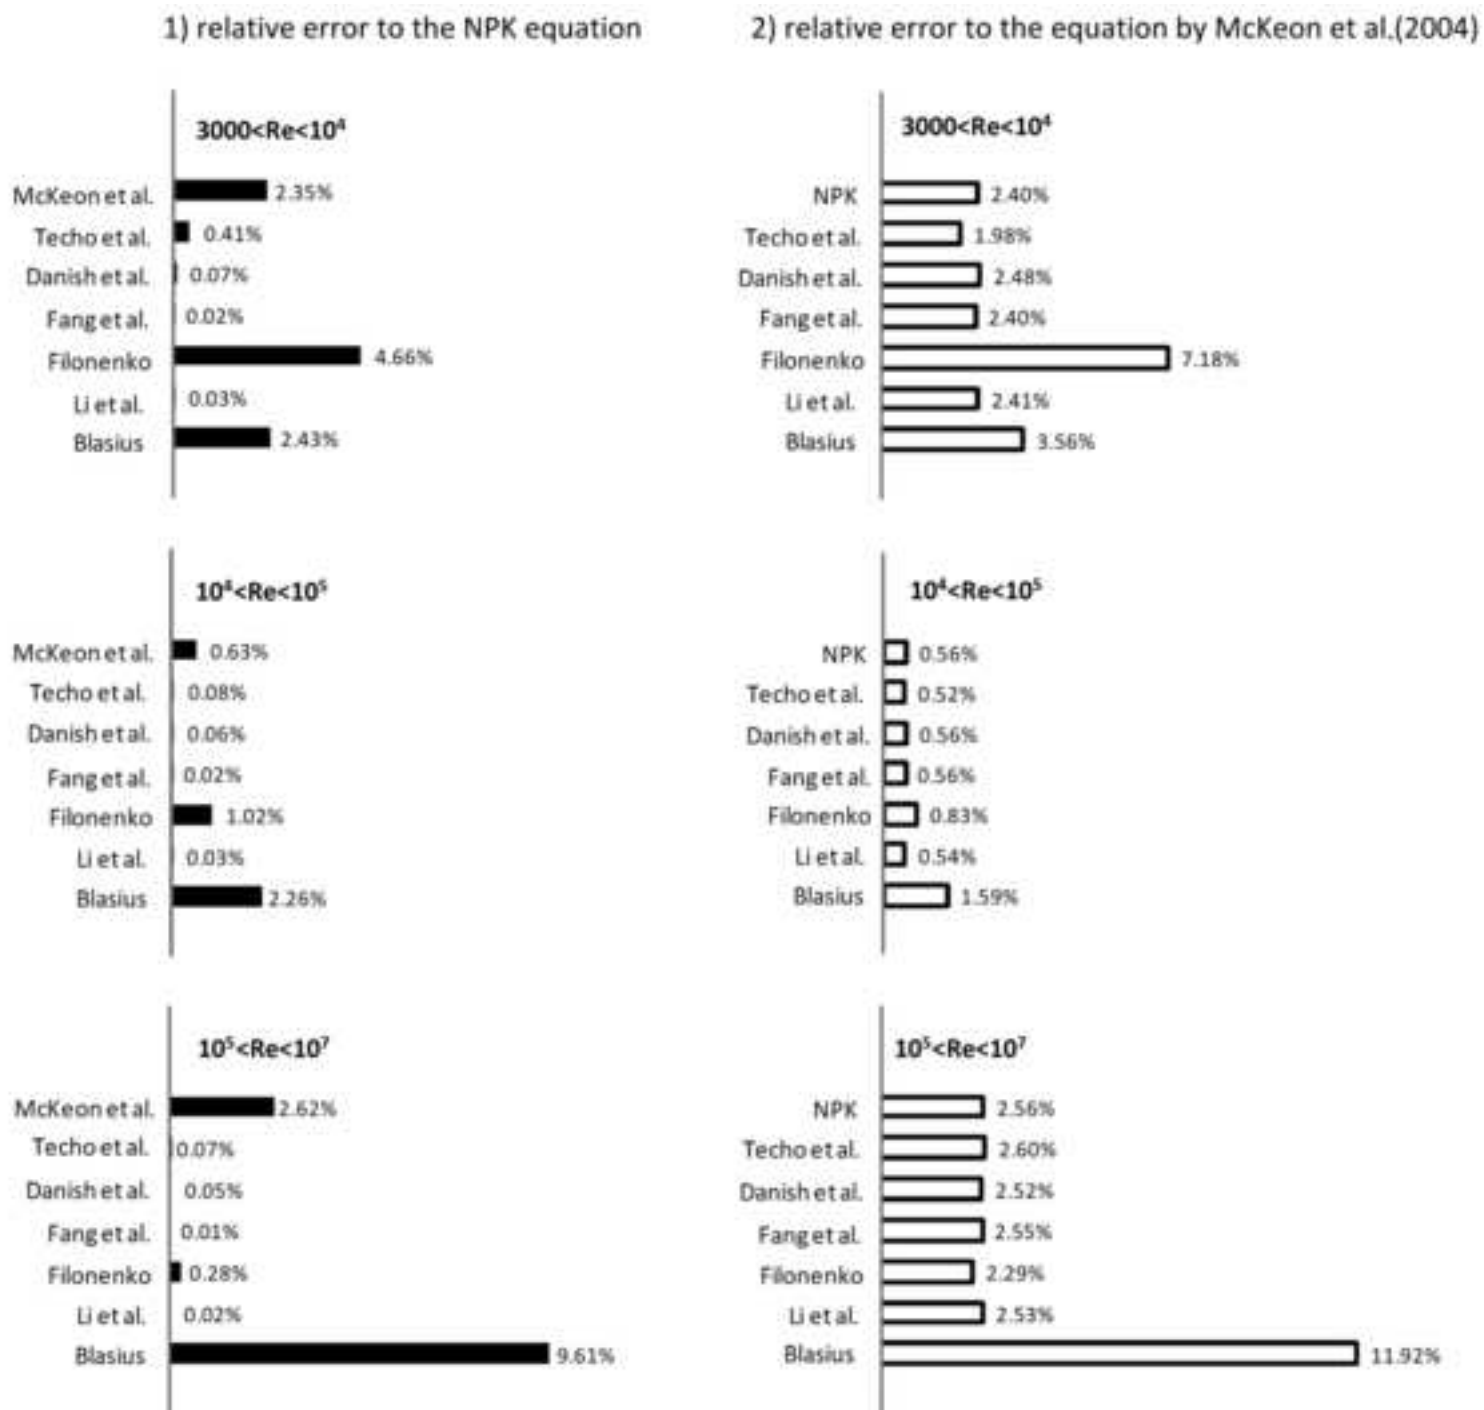 1) relative error to the NPK equation
3000<Re<10⁴
McKeon et al. 2.35%
Techo et al. 0.41%
Danish et al. 0.07%
Fang et al. 0.02%
Filonenko 4.66%
Li et al. 0.03%
Blasius 2.43%
10⁴<Re<10⁵
McKeon et al. 0.63%
Techo et al. 0.08%
Danish et al. 0.06%
Fang et al. 0.02%
Filonenko 1.02%
Li et al. 0.03%
Blasius 2.26%
10⁵<Re<10⁷
McKeon et al. 2.62%
Techo et al. 0.07%
Danish et al. 0.05%
Fang et al. 0.01%
Filonenko 0.28%
Li et al. 0.02%
Blasius 9.61%
2) relative error to the equation by McKeon et al.(2004)
3000<Re<10⁴
NPK 2.40%
Techo et al. 1.98%
Danish et al. 2.48%
Fang et al. 2.40%
Filonenko 7.18%
Li et al. 2.41%
Blasius 3.56%
10⁴<Re<10⁵
NPK 0.56%
Techo et al. 0.52%
Danish et al. 0.56%
Fang et al. 0.56%
Filonenko 0.83%
Li et al. 0.54%
Blasius 1.59%
10⁵<Re<10⁷
NPK 2.56%
Techo et al. 2.60%
Danish et al. 2.52%
Fang et al. 2.55%
Filonenko 2.29%
Li et al. 2.53%
Blasius 11.92%